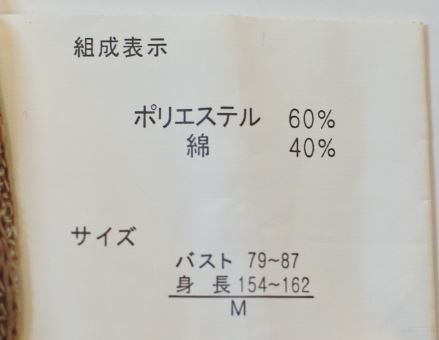 組成表示
ポリエステル 60%
綿 40%
サイズ
バスト 79~87
身 長 154~162
M